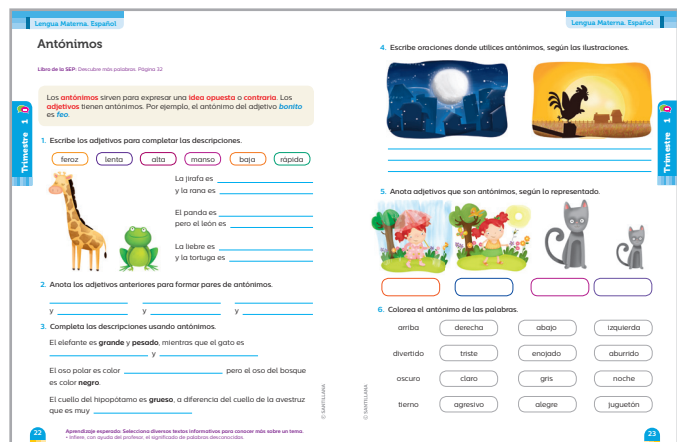 Lengua Materna. Español
Antónimos
Libro de la SEP: Descubre más palabras. Página 32
Los antónimos sirven para expresar una idea opuesta o contraria. Los
adjetivos tienen antónimos. Por ejemplo, el antónimo del adjetivo bonito
es feo.
Trimestre 1
1. Escribe los adjetivos para completar las descripciones.
feroz lenta alta manso baja rápida
La jirafa es
y la rana es
El panda es
pero el león es
La liebre es
y la tortuga es
2. Anota los adjetivos anteriores para formar pares de antónimos.
y y y
3. Completa las descripciones usando antónimos.
El elefante es grande y pesado, mientras que el gato es
y
El oso polar es color pero el oso del bosque
es color negro.
El cuello del hipopótamo es grueso, a diferencia del cuello de la avestruz
que es muy
© SANTILLANA
22
Aprendizaje esperado: Selecciona diversos textos informativos para conocer más sobre un tema.
• Infiere, con ayuda del profesor, el significado de palabras desconocidas.
Lengua Materna. Español
4. Escribe oraciones donde utilices antónimos, según las ilustraciones.
Trimestre 1
5. Anota adjetivos que son antónimos, según lo representado.
6. Colorea el antónimo de las palabras.
arriba derecha abajo izquierda
divertido triste enojado aburrido
oscuro claro gris noche
tierno agresivo alegre juguetón
© SANTILLANA
23